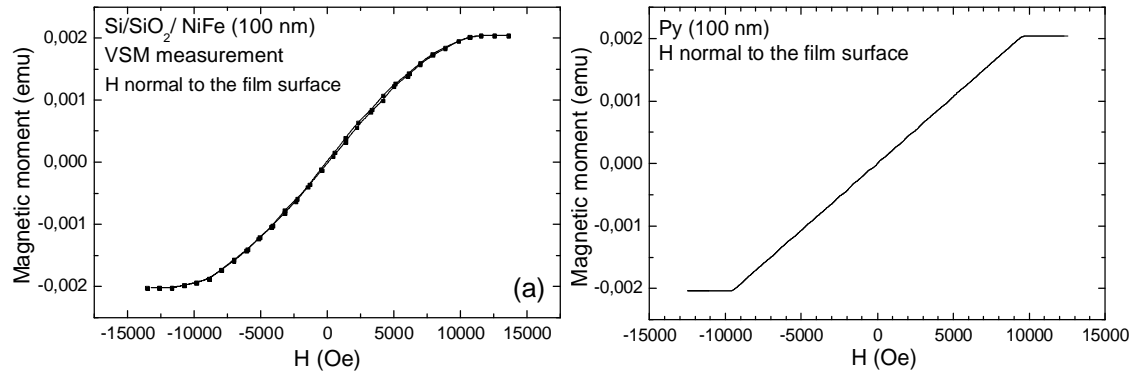 Si/SiO2/ NiFe (100 nm)
VSM measurement
H normal to the film surface
0,002
0,001
0,000
-0,001
-0,002
Magnetic moment (emu)
(a)
-15000 -10000 -5000 0 5000 10000 15000
H (Oe)
Py (100 nm)
H normal to the film surface
0,002
0,001
0,000
-0,001
-0,002
Magnetic moment (emu)
-15000 -10000 -5000 0 5000 10000 15000
H (Oe)